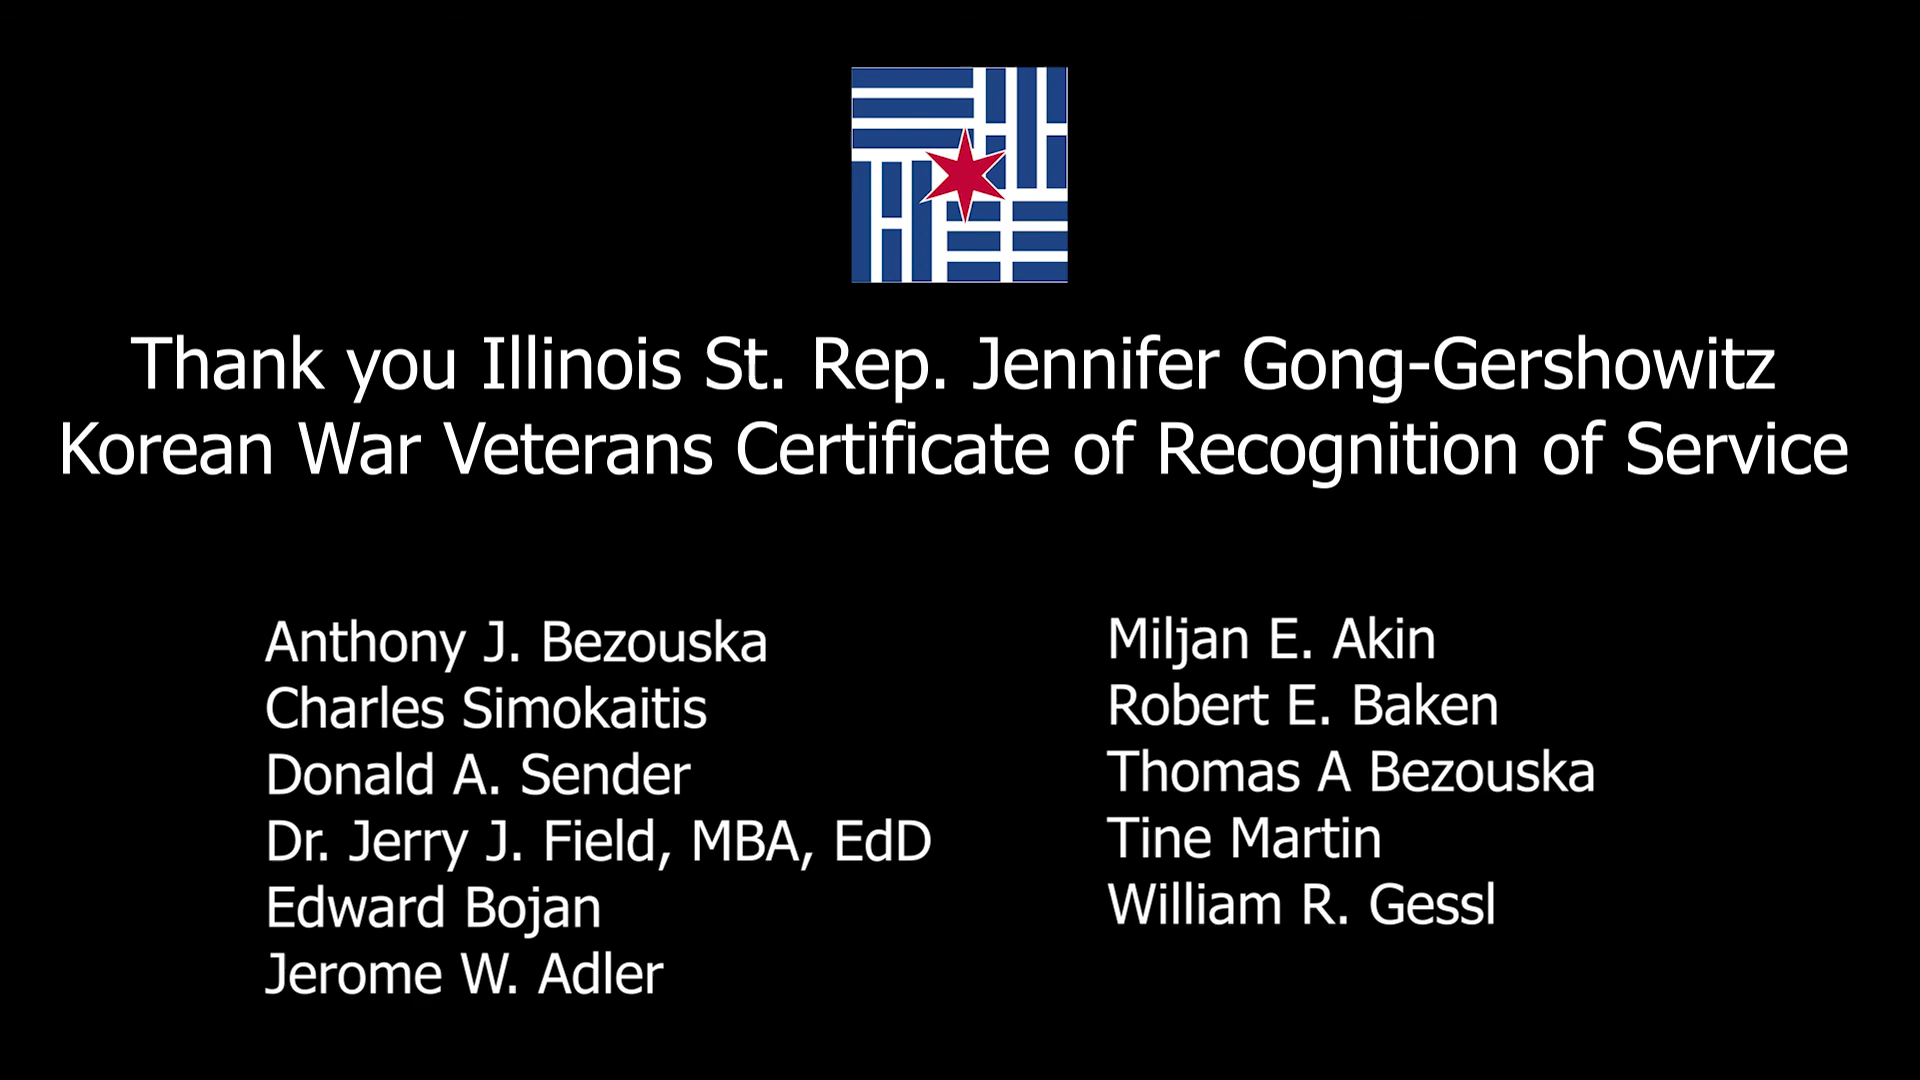 Thank you Illinois St. Rep. Jennifer Gong-Gershowitz
Korean War Veterans Certificate of Recognition of Service
Anthony J. Bezouska
Charles Simokaitis
Donald A. Sender
Dr. Jerry J. Field, MBA, EdD
Edward Bojan
Jerome W. Adler
Miljan E. Akin
Robert E. Baken
Thomas A Bezouska
Tine Martin
William R. Gessl